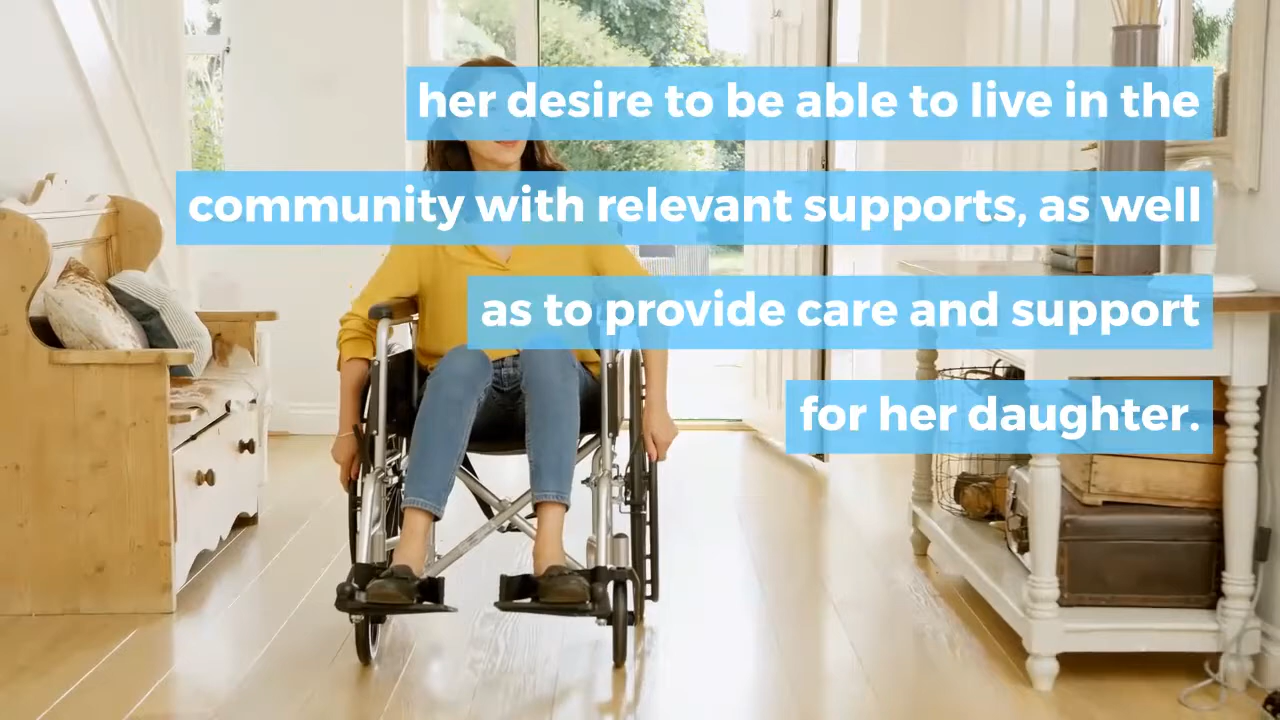 her desire to be able to live in the
community with relevant supports, as well
as to provide care and support
for her daughter.